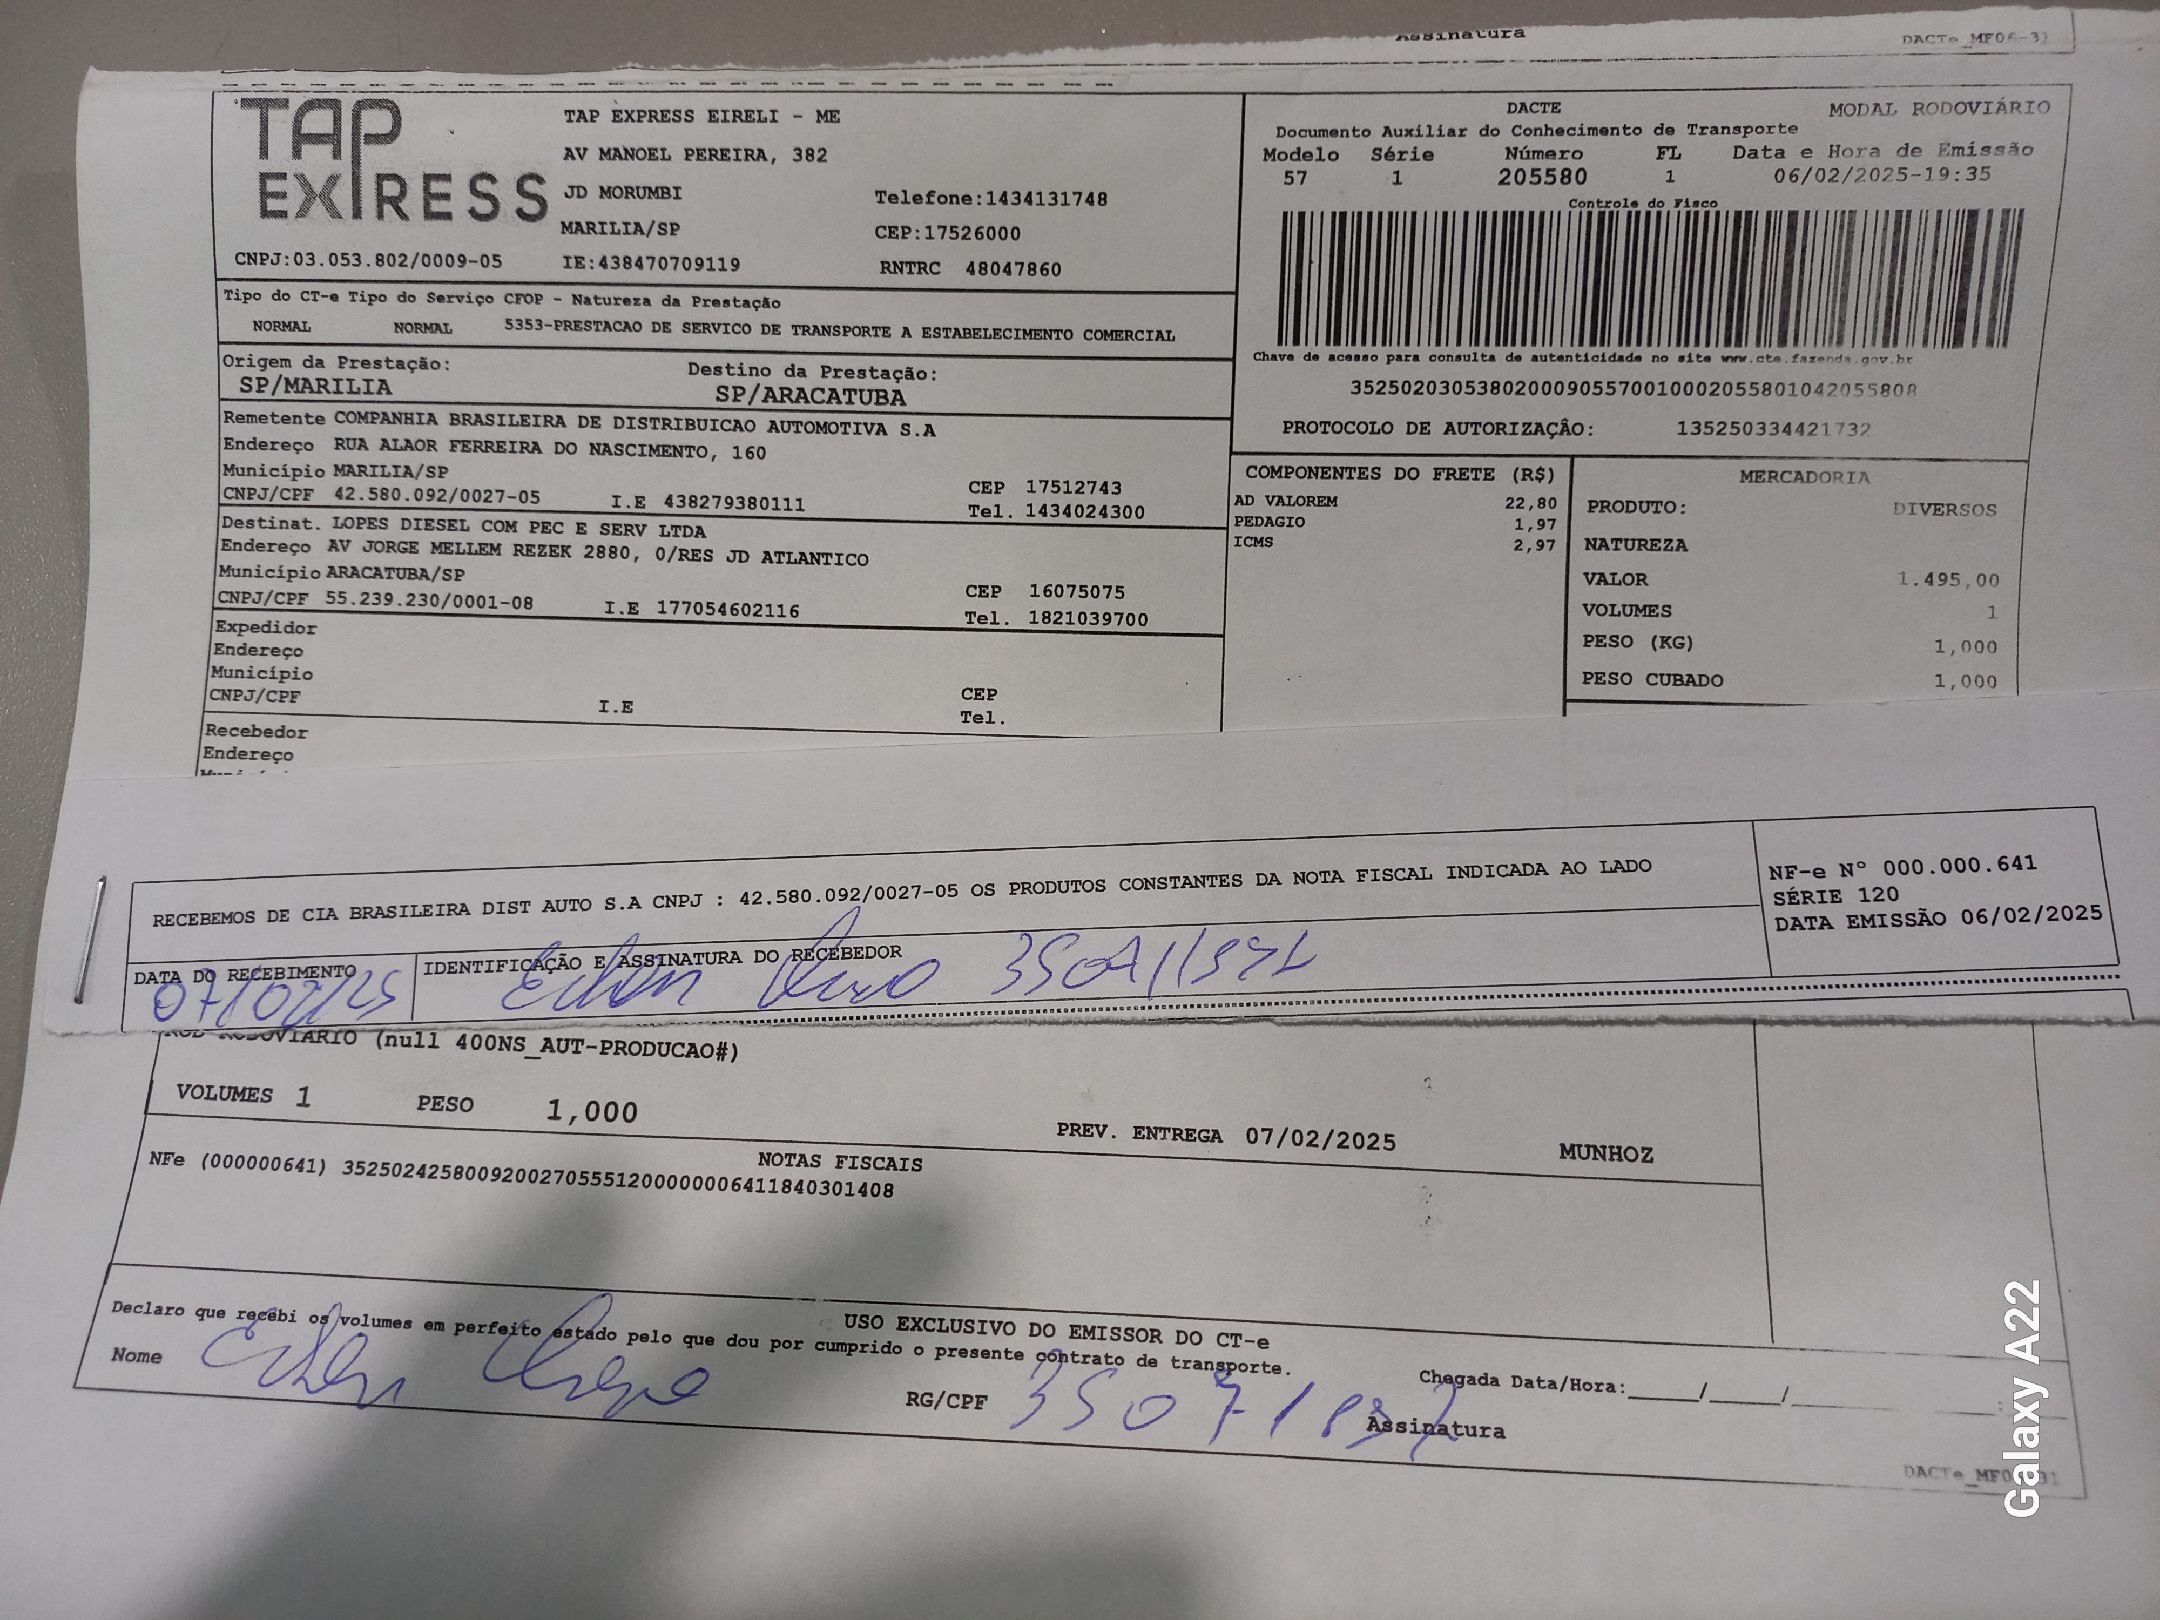 Assinatura
DACTe_MF06-31
TAP EXPRESS
TAP EXPRESS EIRELI - ME
AV MANOEL PEREIRA, 382
JD MORUMBI
Telefone:1434131748
MARILIA/SP
CEP:17526000
CNPJ:03.053.802/0009-05 IE:438470709119 RNTRC 48047860
DACTE MODAL RODOVIÁRIO
Documento Auxiliar do Conhecimento de Transporte
Modelo Série Número FL Data e Hora de Emissão
57 1 205580 1 06/02/2025-19:35
Controle do Fisco
Chave de acesso para consulta de autenticidade no site www.cte.fazenda.gov.br
35250203053802000905570010002055801042055808
PROTOCOLO DE AUTORIZAÇÃO: 135250334421732
Tipo do CT-e Tipo do Serviço CFOP - Natureza da Prestação
NORMAL NORMAL 5353-PRESTACAO DE SERVICO DE TRANSPORTE A ESTABELECIMENTO COMERCIAL
Origem da Prestação: Destino da Prestação:
SP/MARILIA SP/ARACATUBA
Remetente COMPANHIA BRASILEIRA DE DISTRIBUICAO AUTOMOTIVA S.A
Endereço RUA ALAOR FERREIRA DO NASCIMENTO, 160
Município MARILIA/SP CEP 17512743
CNPJ/CPF 42.580.092/0027-05 I.E 438279380111 Tel. 1434024300
Destinat. LOPES DIESEL COM PEC E SERV LTDA
Endereço AV JORGE MELLEM REZEK 2880, 0/RES JD ATLANTICO
Município ARACATUBA/SP CEP 16075075
CNPJ/CPF 55.239.230/0001-08 I.E 177054602116 Tel. 1821039700
Expedidor
Endereço
Município CEP
CNPJ/CPF I.E Tel.
Recebedor
Endereço
COMPONENTES DO FRETE (R$)
AD VALOREM 22,80
PEDAGIO 1,97
ICMS 2,97
MERCADORIA
PRODUTO: DIVERSOS
NATUREZA
VALOR 1.495,00
VOLUMES 1
PESO (KG) 1,000
PESO CUBADO 1,000
RECEBEMOS DE CIA BRASILEIRA DIST AUTO S.A CNPJ : 42.580.092/0027-05 OS PRODUTOS CONSTANTES DA NOTA FISCAL INDICADA AO LADO
NF-e Nº 000.000.641
SÉRIE 120
DATA EMISSÃO 06/02/2025
DATA DO RECEBIMENTO IDENTIFICAÇÃO E ASSINATURA DO RECEBEDOR
07/02/25
RODOVIARIO (null 400NS_AUT-PRODUCAO#)
VOLUMES 1 PESO 1,000 PREV. ENTREGA 07/02/2025 MUNHOZ
NOTAS FISCAIS
NFe (000000641) 35250242580092002705551200000006411840301408
USO EXCLUSIVO DO EMISSOR DO CT-e
Declaro que recebi os volumes em perfeito estado pelo que dou por cumprido o presente contrato de transporte.
Nome RG/CPF Assinatura
Chegada Data/Hora:_____/_____/
DACTe_MF06-31
Galaxy A22